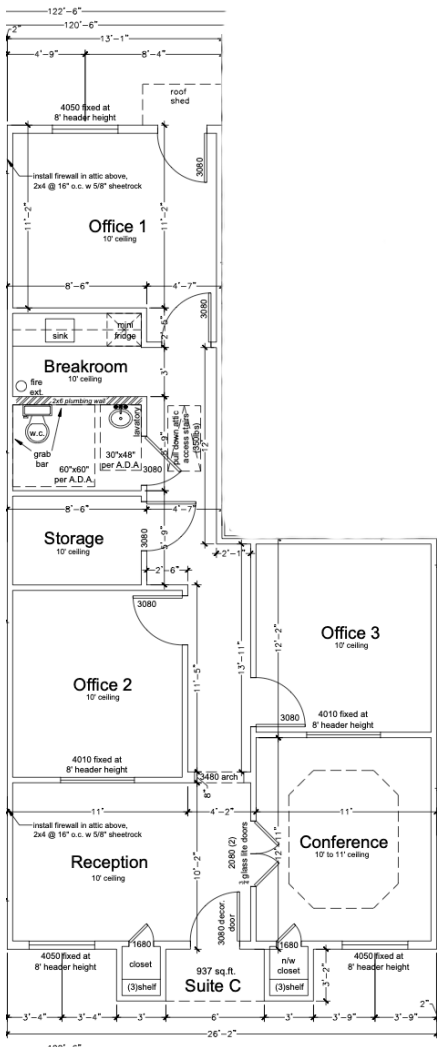 122'-6"
120'-6"
2"
13'-1"
4'-9"
8'-4"
roof
shed
4050 fixed at
8' header height
3080
install firewall in attic above,
2x4 @ 16" o.c. w 5/8" sheetrock
11'-2"
Office 1
10' ceiling
8'-6"
4'-7"
3080
sink
mini
fridge
2'-5"
Breakroom
10' ceiling
3'
fire
ext.
2x6 plumbing wall
w.c.
lavatory
pull down attic
access stairs
(350lbs)
12'
grab
bar
30"x48"
per A.D.A.
60"x60"
per A.D.A.
3080
8'-6"
4'-7"
Storage
10' ceiling
3080
2'-1"
2'-6"
3080
Office 3
10' ceiling
12'-2"
13'-11"
11'-5"
Office 2
10' ceiling
4010 fixed at
8' header height
3080
4010 fixed at
8' header height
3480 arch
8"
11'
4'-2"
11'
install firewall in attic above,
2x4 @ 16" o.c. w 5/8" sheetrock
Reception
10' ceiling
10'-2"
2080 (2)
glass lite doors
11"
12'
Conference
10' to 11' ceiling
3080 decor.
door
1680
1680
4050 fixed at
8' header height
closet
(3)shelf
937 sq.ft.
Suite C
n/w
closet
(3)shelf
3'-2"
4050 fixed at
8' header height
2"
3'-4"
3'-4"
3'
6'
3'
3'-9"
3'-9"
26'-2"